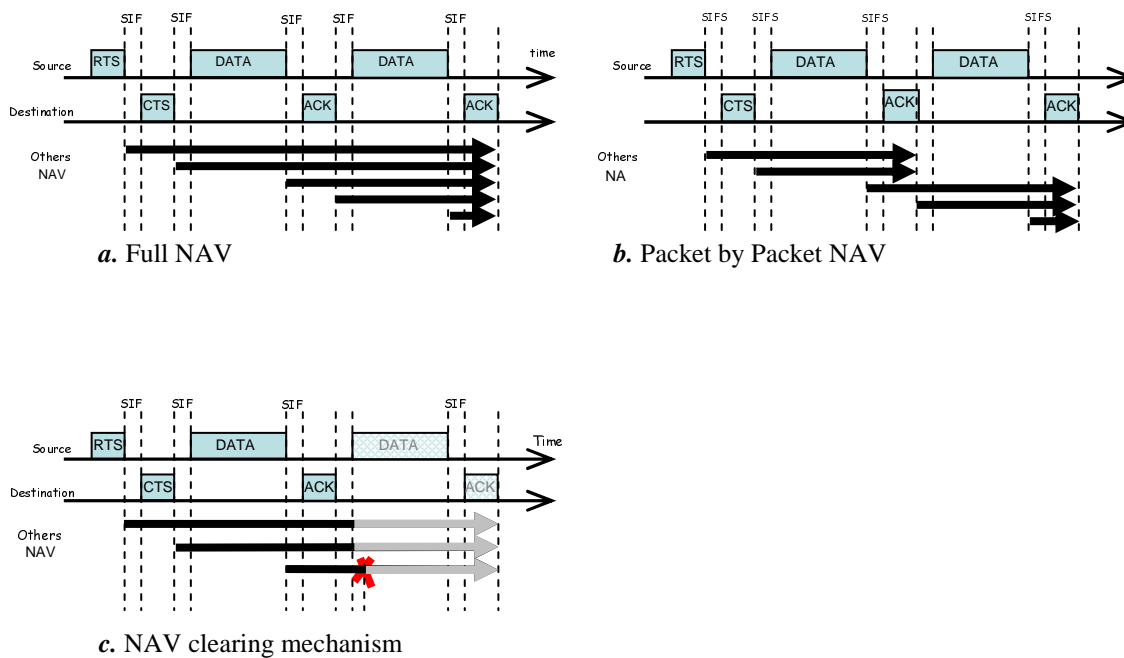 SIF SIF SIF SIF SIF
Source RTS DATA DATA time
Destination CTS ACK ACK
Others
NAV
a. Full NAV
SIFS SIFS SIFS SIFS
Source RTS DATA DATA
CTS ACK ACK
Others
NA
b. Packet by Packet NAV
SIF SIF SIF SIF
Source RTS DATA DATA Time
Destination CTS ACK ACK
Others
NAV
c. NAV clearing mechanism